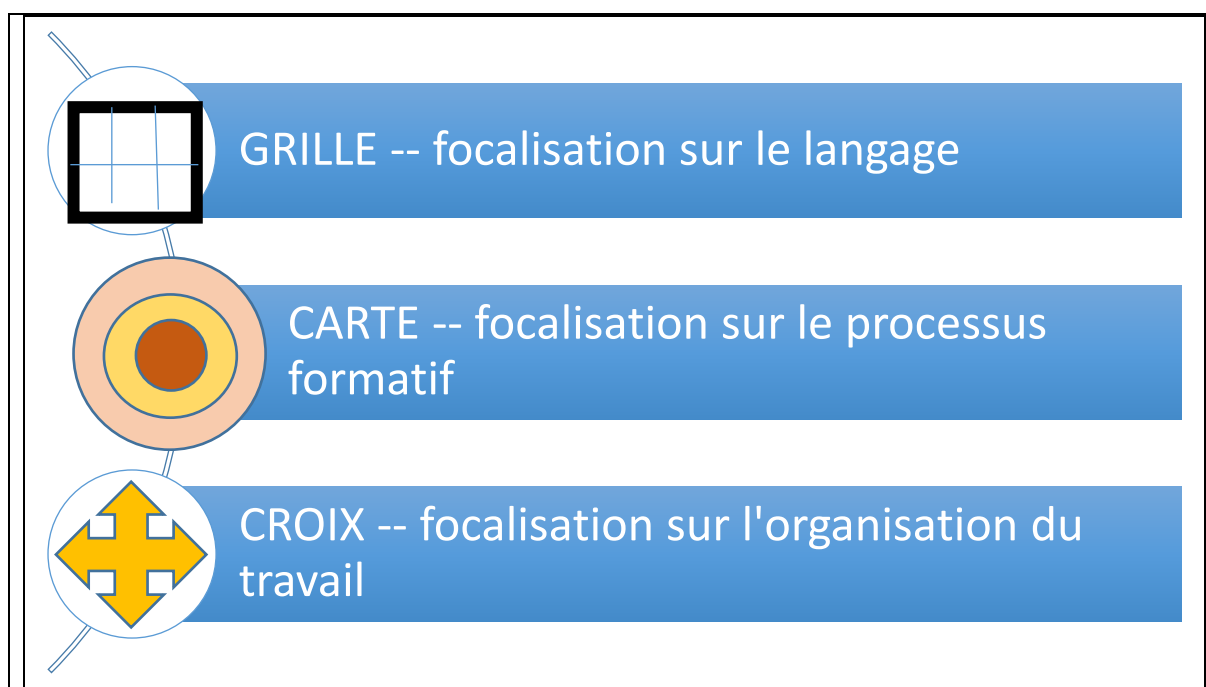 GRILLE -- focalisation sur le langage
CARTE -- focalisation sur le processus
formatif
CROIX -- focalisation sur l'organisation du
travail